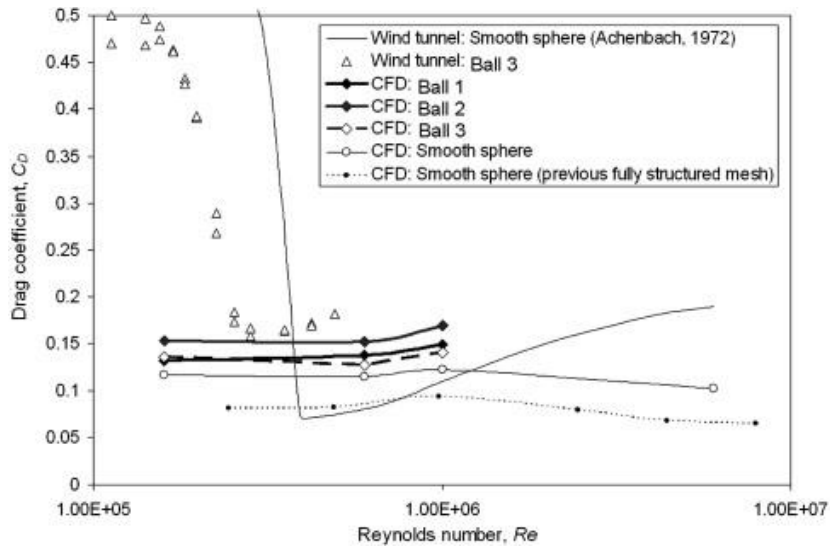 0.5
0.45
0.4
0.35
0.3
0.25
0.2
0.15
0.1
0.05
0
Drag coefficient, C_D
Wind tunnel: Smooth sphere (Achenbach, 1972)
Wind tunnel: Ball 3
CFD: Ball 1
CFD: Ball 2
CFD: Ball 3
CFD: Smooth sphere
CFD: Smooth sphere (previous fully structured mesh)
1.00E+05
1.00E+06
1.00E+07
Reynolds number, Re